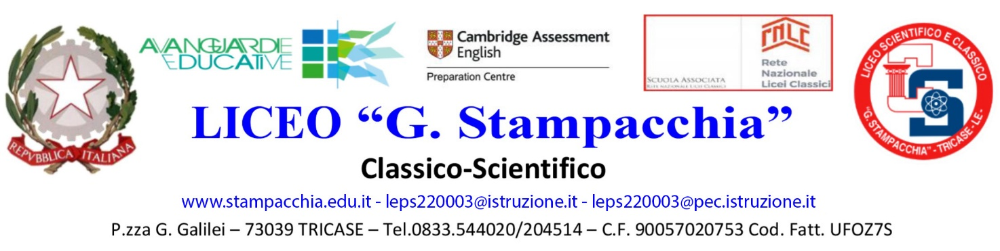 AVANGUARDIE
EDUCATIVE
Cambridge Assessment
English
Preparation Centre
SCUOLA ASSOCIATA
RETE NAZIONALE LICEI CLASSICI
RNLC
Rete
Nazionale
Licei Classici
LICEO SCIENTIFICO E CLASSICO
"G. STAMPACCHIA" - TRICASE - LE -
REPVBBLICA ITALIANA
LICEO “G. Stampacchia”
Classico-Scientifico
www.stampacchia.edu.it - leps220003@istruzione.it - leps220003@pec.istruzione.it
P.zza G. Galilei – 73039 TRICASE – Tel.0833.544020/204514 – C.F. 90057020753 Cod. Fatt. UFOZ7S